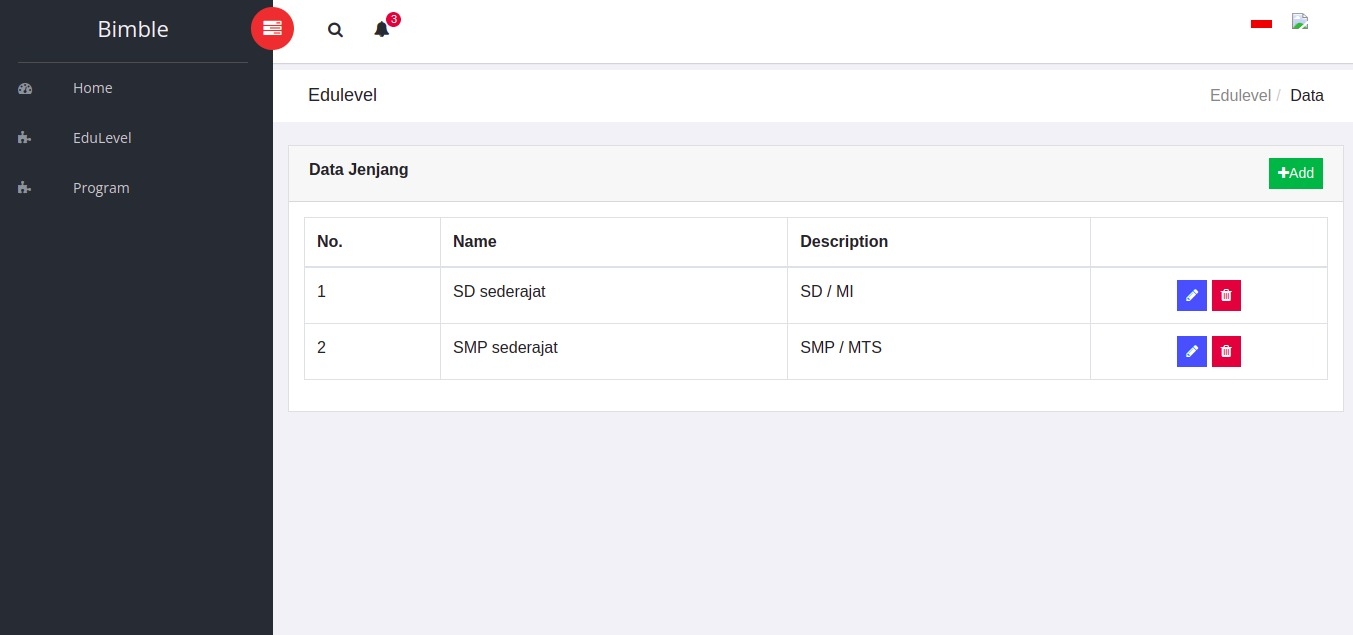 Bimble
3
Home
EduLevel
Program
Edulevel
Edulevel / Data
Data Jenjang
Add
No. Name Description
1 SD sederajat SD / MI
2 SMP sederajat SMP / MTS